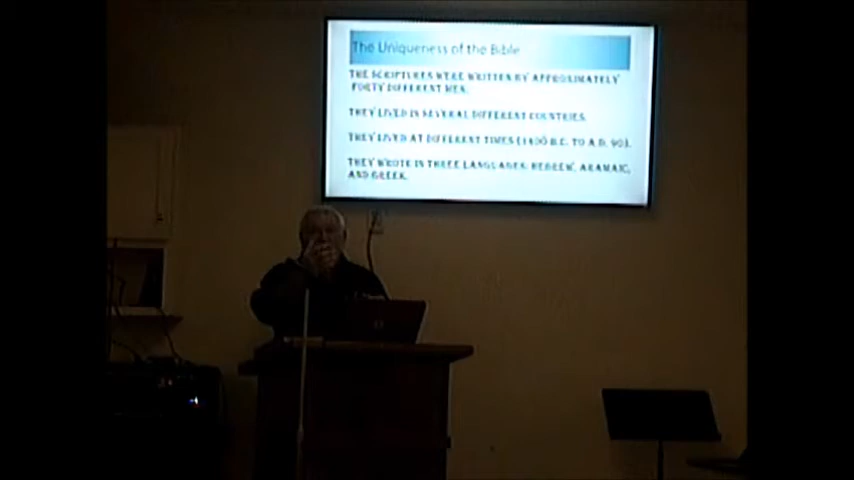 The Uniqueness of the Bible
THE SCRIPTURES WERE WRITTEN BY APPROXIMATELY
FORTY DIFFERENT MEN.
THEY LIVED IN SEVERAL DIFFERENT COUNTRIES.
THEY LIVED AT DIFFERENT TIMES (1400 B.C. TO A.D. 90).
THEY WROTE IN THREE LANGUAGES: HEBREW, ARAMAIC,
AND GREEK.